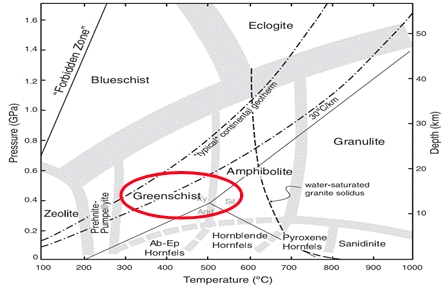 1.6
1.4
1.2
1.0
0.8
0.6
0.4
0.2
0
Pressure (GPa)
"Forbidden Zone"
Blueschist
Eclogite
typical continental geotherm
30°C/km
Granulite
Amphibolite
Greenschist
Ky
Sil
And
Zeolite
Prehnite-
Pumpellyite
water-saturated
granite solidus
Ab-Ep
Hornfels
Hornblende
Hornfels
Pyroxene
Hornfels
Sanidinite
50
40
30
20
10
Depth (km)
100 200 300 400 500 600 700 800 900 1000
Temperature (°C)